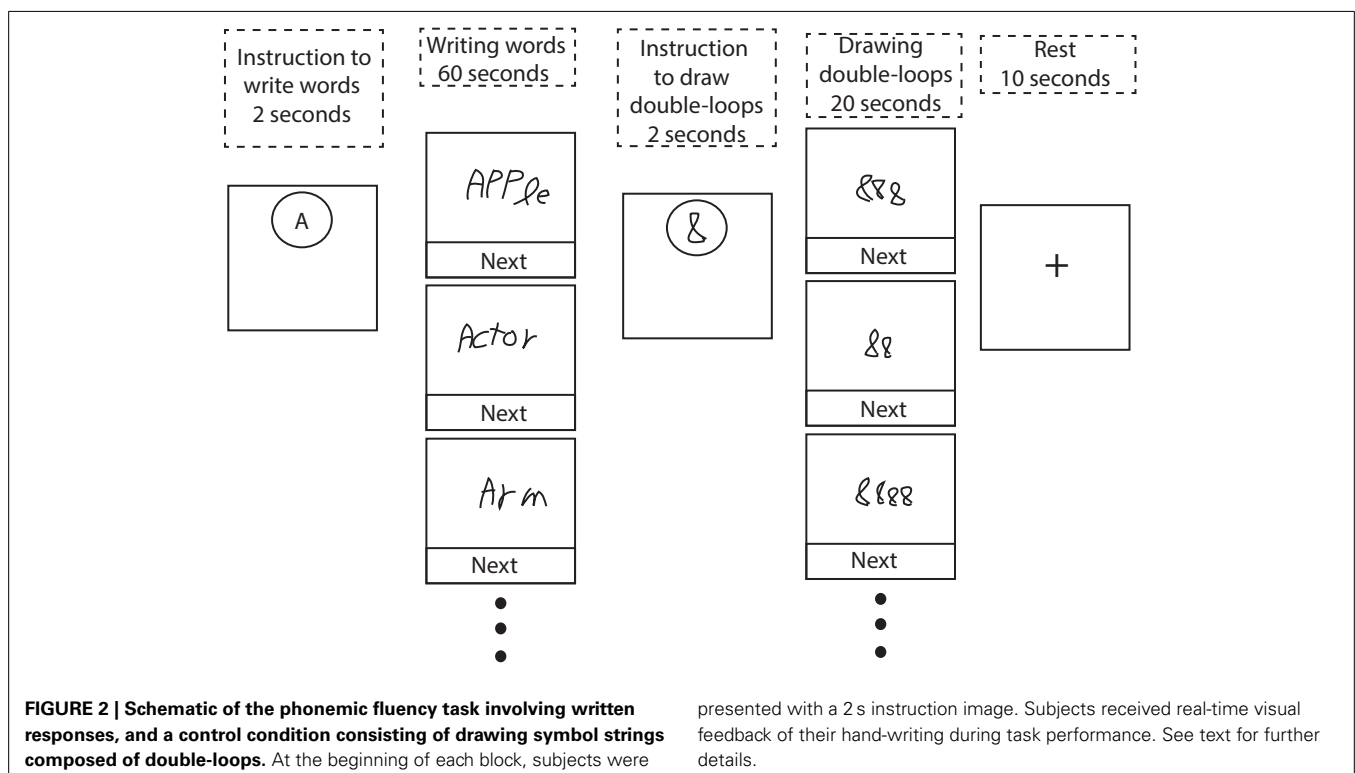 Instruction to
write words
2 seconds
A
Writing words
60 seconds
APPle
Next
Actor
Next
Arm
Next
Instruction
to draw
double-loops
2 seconds
&
Drawing
double-loops
20 seconds
888
Next
88
Next
8888
Next
Rest
10 seconds
+
FIGURE 2 | Schematic of the phonemic fluency task involving written
responses, and a control condition consisting of drawing symbol strings
composed of double-loops. At the beginning of each block, subjects were
presented with a 2 s instruction image. Subjects received real-time visual
feedback of their hand-writing during task performance. See text for further
details.